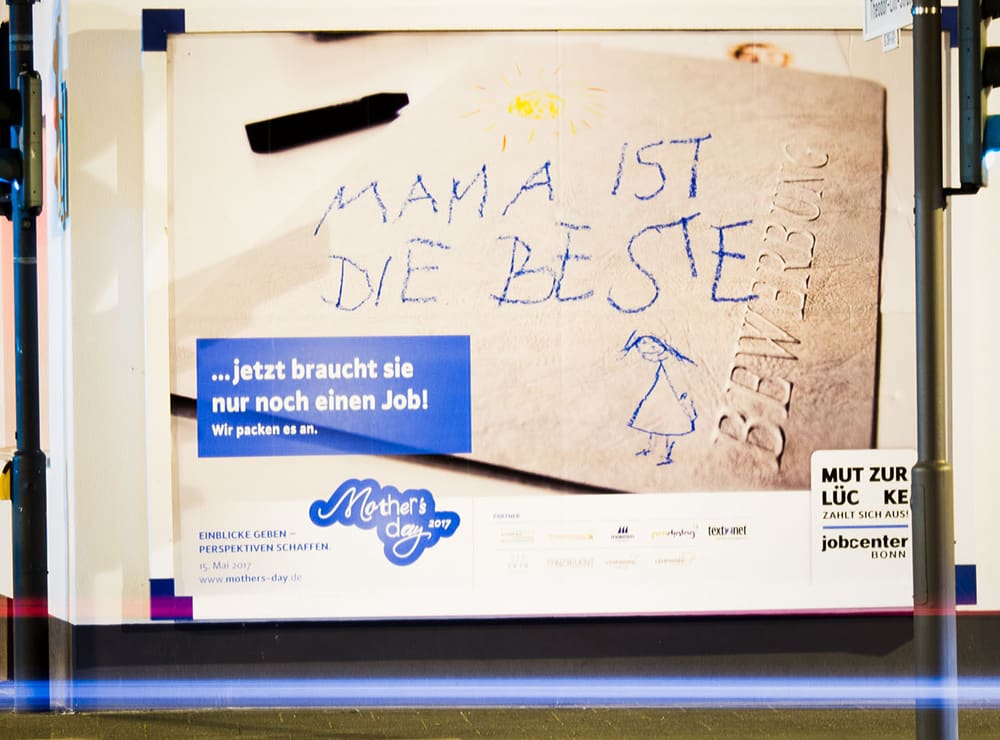 MAMA IST
DIE BESTE
BEWERBUNG
...jetzt braucht sie
nur noch einen Job!
Wir packen es an.
Mother's
day 2017
EINBLICKE GEBEN –
PERSPEKTIVEN SCHAFFEN.
15. Mai 2017
www.mothers-day.de
PARTNER
prodialog
MUT ZUR
LÜC KE
ZAHLT SICH AUS!
jobcenter
BONN